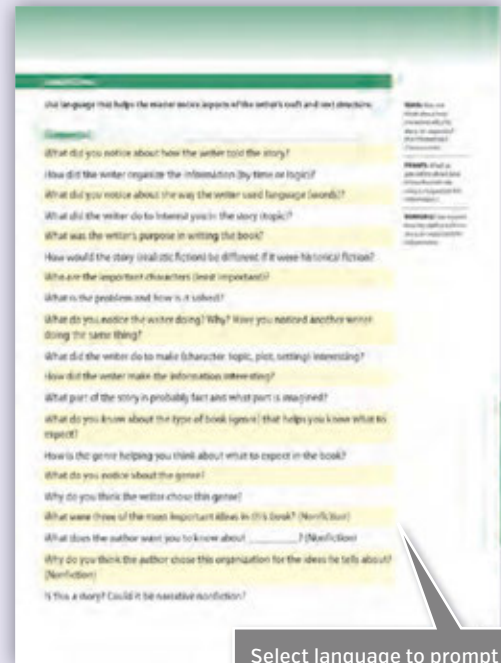 Use language that helps the reader notice aspects of the writer's craft and text structure.
What did you notice about how the writer told the story?
How did the writer organize the information (by time or logic)?
What did you notice about the way the writer used language (words)?
What did the writer do to interest you in the story (topic)?
What was the writer's purpose in writing the book?
How would the story (realistic fiction) be different if it were historical fiction?
Who are the important characters (least important)?
What is the problem and how is it solved?
What do you notice the writer doing? Why? Have you noticed another writer
doing the same thing?
What did the writer do to make (character, topic, plot, setting) interesting?
How did the writer make the information interesting?
What part of the story is probably fact and what part is imagined?
What do you know about the type of book (genre) that helps you know what to
expect?
How is the genre helping you think about what to expect in the book?
What do you notice about the genre?
Why do you think the writer chose this genre?
What were three of the most important ideas in this book? (Nonfiction)
What does the author want you to know about ________? (Nonfiction)
Why do you think the author chose this organization for the ideas he tells about?
(Nonfiction)
Is this a story? Could it be narrative nonfiction?
Select language to prompt